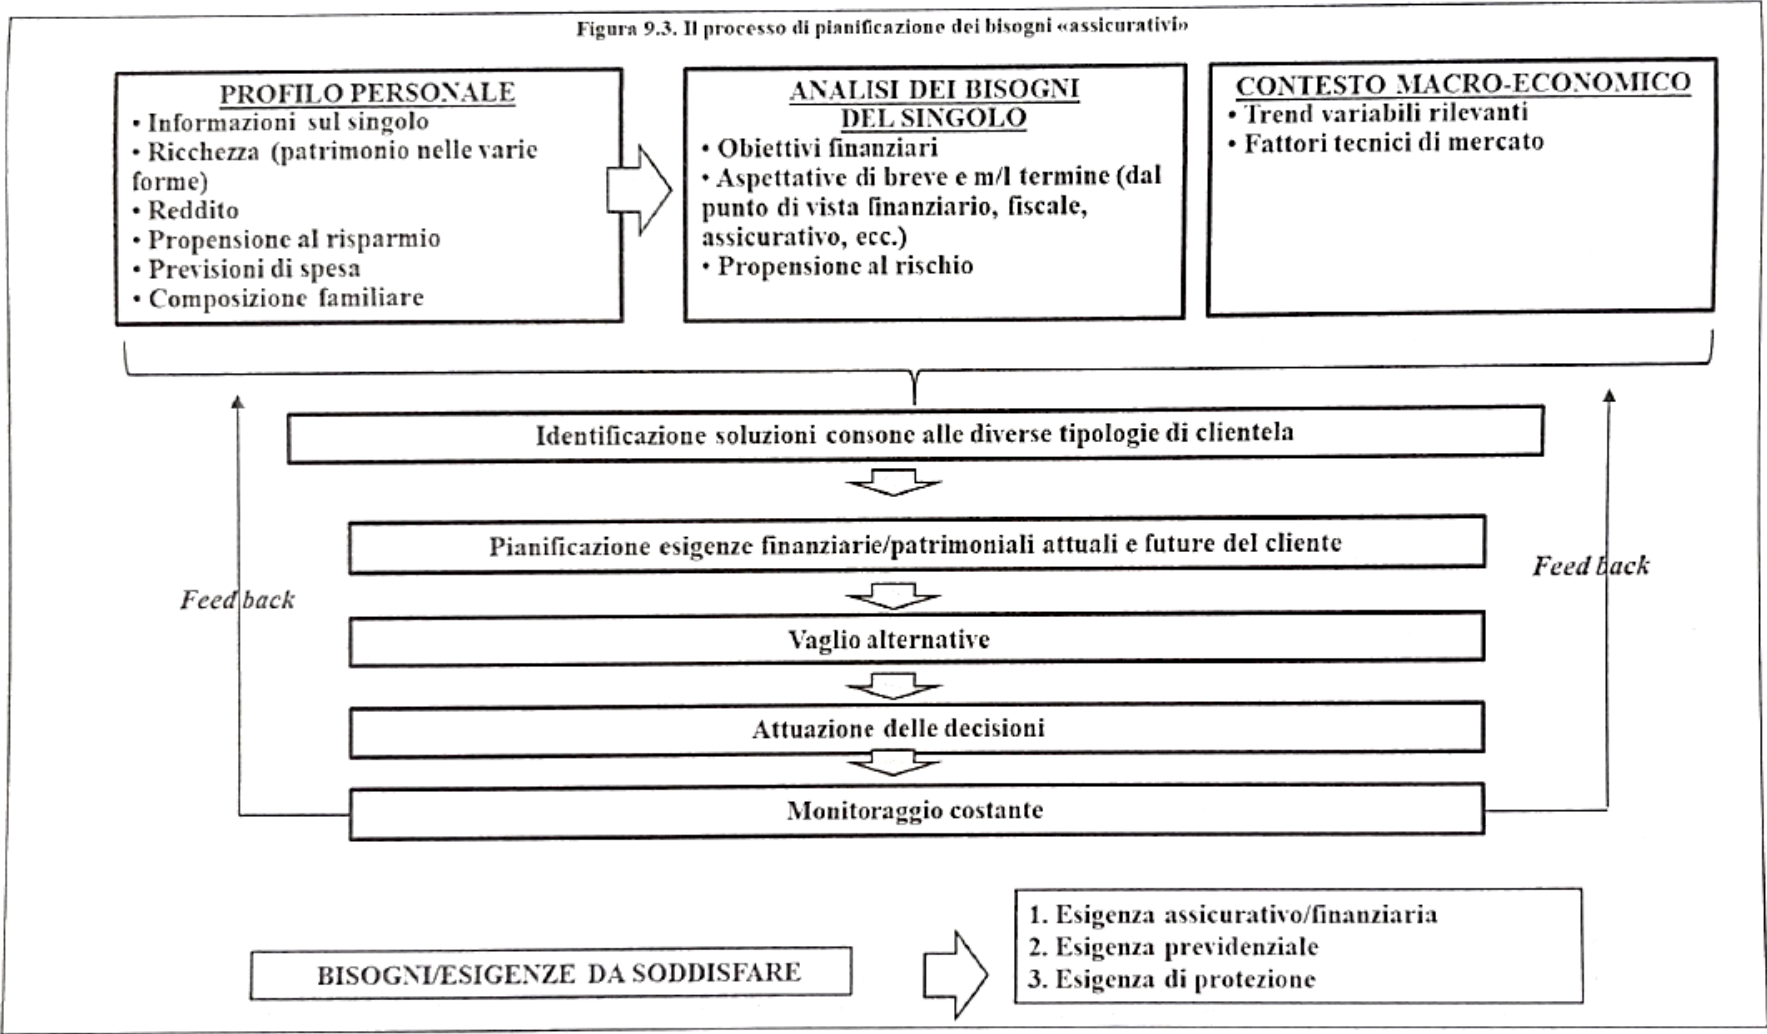 Figura 9.3. Il processo di pianificazione dei bisogni «assicurativi»
PROFILO PERSONALE
• Informazioni sul singolo
• Ricchezza (patrimonio nelle varie
forme)
• Reddito
• Propensione al risparmio
• Previsioni di spesa
• Composizione familiare
ANALISI DEI BISOGNI
DEL SINGOLO
• Obiettivi finanziari
• Aspettative di breve e m/l termine (dal
punto di vista finanziario, fiscale,
assicurativo, ecc.)
• Propensione al rischio
CONTESTO MACRO-ECONOMICO
• Trend variabili rilevanti
• Fattori tecnici di mercato
Identificazione soluzioni consone alle diverse tipologie di clientela
Pianificazione esigenze finanziarie/patrimoniali attuali e future del cliente
Feed back
Feed back
Vaglio alternative
Attuazione delle decisioni
Monitoraggio costante
BISOGNI/ESIGENZE DA SODDISFARE
1. Esigenza assicurativo/finanziaria
2. Esigenza previdenziale
3. Esigenza di protezione